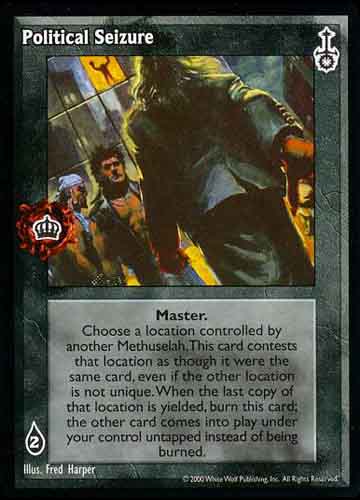 Political Seizure
Master.
Choose a location controlled by
another Methuselah,This card contests
that location as though it were the
same card, even if the other location
is not unique.When the last copy of
that location is yielded, burn this card;
the other card comes into play under
your control untapped instead of being
burned.
2
Illus. Fred Harper
©2000 White Wolf Publishing, Inc. All Rights Reserved.